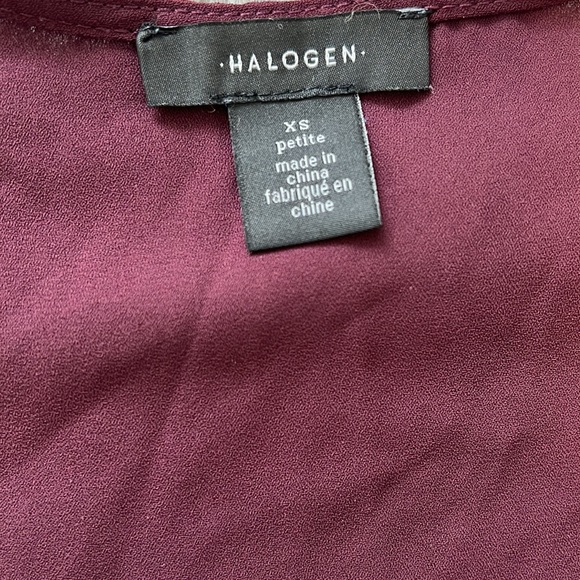 ·HALOGEN·
XS
petite
made in
china
fabriqué en
chine